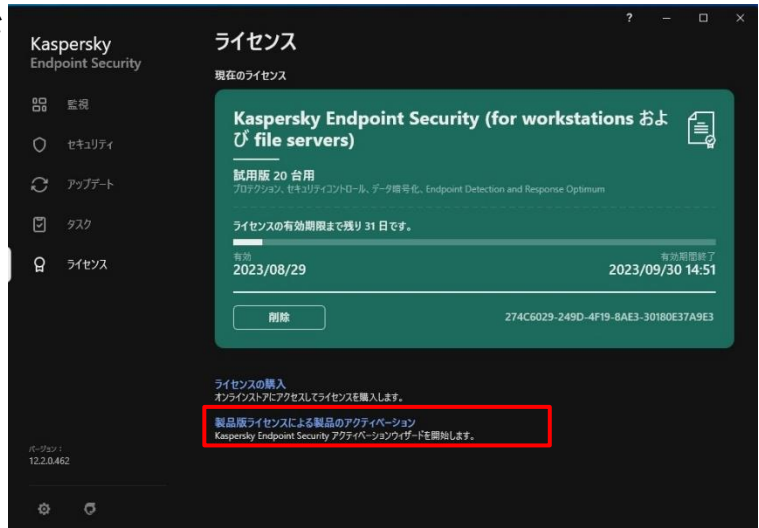 Kaspersky
Endpoint Security
監視
セキュリティ
アップデート
タスク
ライセンス
バージョン：
12.2.0.462
ライセンス
現在のライセンス
Kaspersky Endpoint Security (for workstations およ
び file servers)
試用版 20 台用
プロテクション、セキュリティコントロール、データ暗号化、Endpoint Detection and Response Optimum
ライセンスの有効期限まで残り 31 日です。
有効
2023/08/29
有効期間終了
2023/09/30 14:51
削除
274C6029-249D-4F19-8AE3-30180E37A9E3
ライセンスの購入
オンラインストアにアクセスしてライセンスを購入します。
製品版ライセンスによる製品のアクティベーション
Kaspersky Endpoint Security アクティベーションウィザードを開始します。